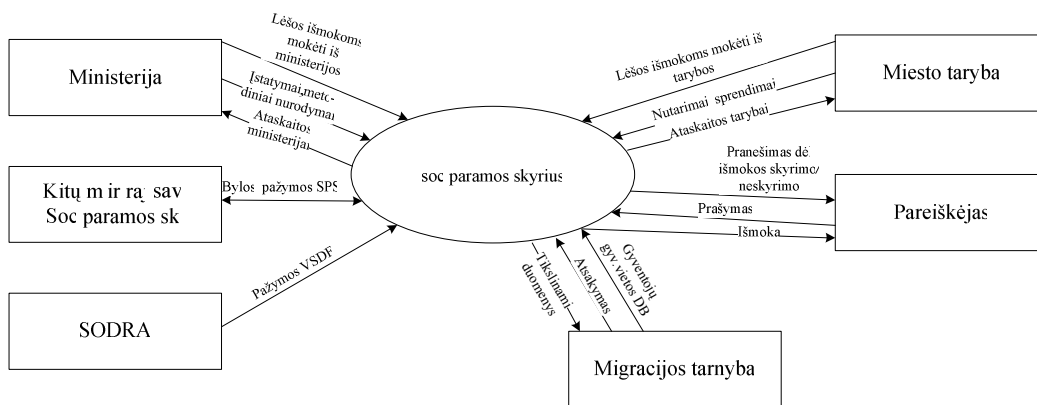 Lėšos išmokoms
mokėti iš
ministerijos
Ministerija
Įstatymai,meto-
diniai nurodymai
Ataskaitos
ministerijai
Lėšos išmokoms mokėti iš
tarybos
Nutarimai sprendimai
Ataskaitos tarybai
Miesto taryba
Kitų m ir raj sav
Soc paramos sk
Bylos pažymos SPS
soc paramos skyrius
Pranešimas dėl
išmokos skyrimo/
neskyrimo
Prašymas
Išmoka
Pareiškėjas
SODRA
Pažymos VSDF
Tikslinami
duomenys
Atsakymas
Gyventojų
gyv.vietos DB
Migracijos tarnyba